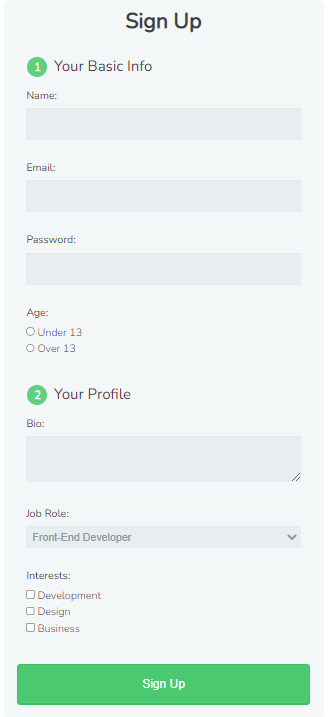 Sign Up
1 Your Basic Info
Name:
Email:
Password:
Age:
Under 13
Over 13
2 Your Profile
Bio:
Job Role:
Front-End Developer
Interests:
Development
Design
Business
Sign Up